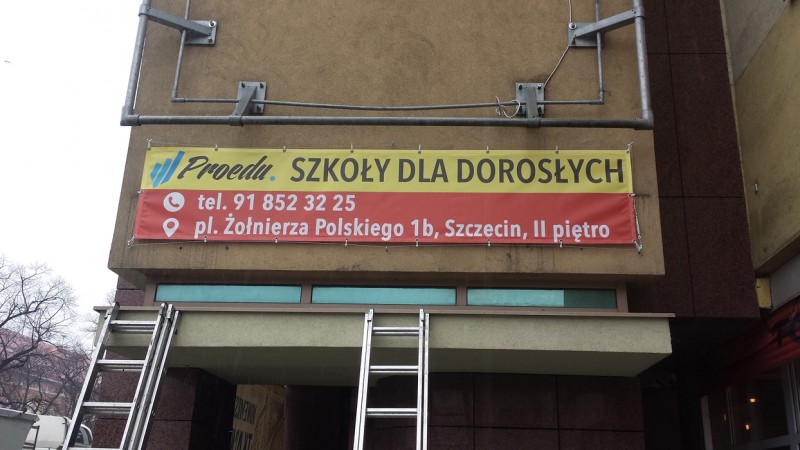 Proedu. SZKOŁY DLA DOROSŁYCH
tel. 91 852 32 25
pl. Żołnierza Polskiego 1b, Szczecin, II piętro